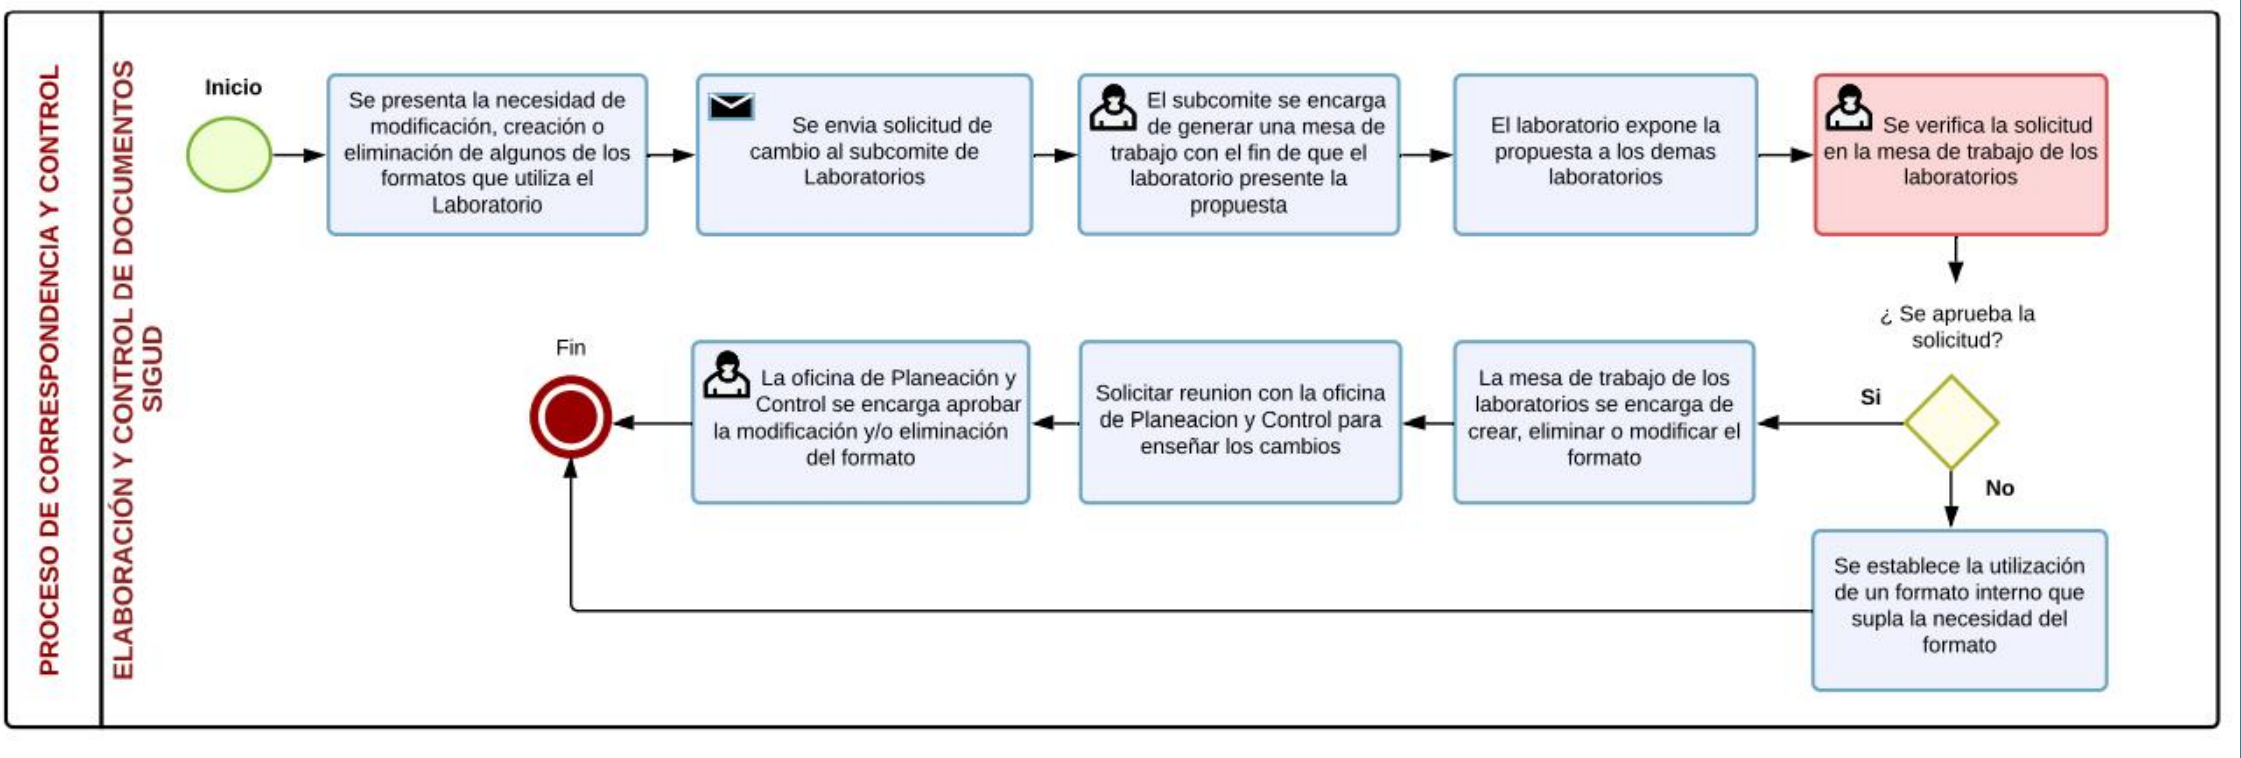 PROCESO DE CORRESPONDENCIA Y CONTROL
ELABORACIÓN Y CONTROL DE DOCUMENTOS
SIGUD
Inicio
Se presenta la necesidad de
modificación, creación o
eliminación de algunos de los
formatos que utiliza el
Laboratorio
Se envia solicitud de
cambio al subcomite de
Laboratorios
El subcomite se encarga
de generar una mesa de
trabajo con el fin de que el
laboratorio presente la
propuesta
El laboratorio expone la
propuesta a los demas
laboratorios
Se verifica la solicitud
en la mesa de trabajo de los
laboratorios
¿ Se aprueba la
solicitud?
Si
No
La mesa de trabajo de los
laboratorios se encarga de
crear, eliminar o modificar el
formato
Solicitar reunion con la oficina
de Planeacion y Control para
enseñar los cambios
La oficina de Planeación y
Control se encarga aprobar
la modificación y/o eliminación
del formato
Fin
Se establece la utilización
de un formato interno que
supla la necesidad del
formato